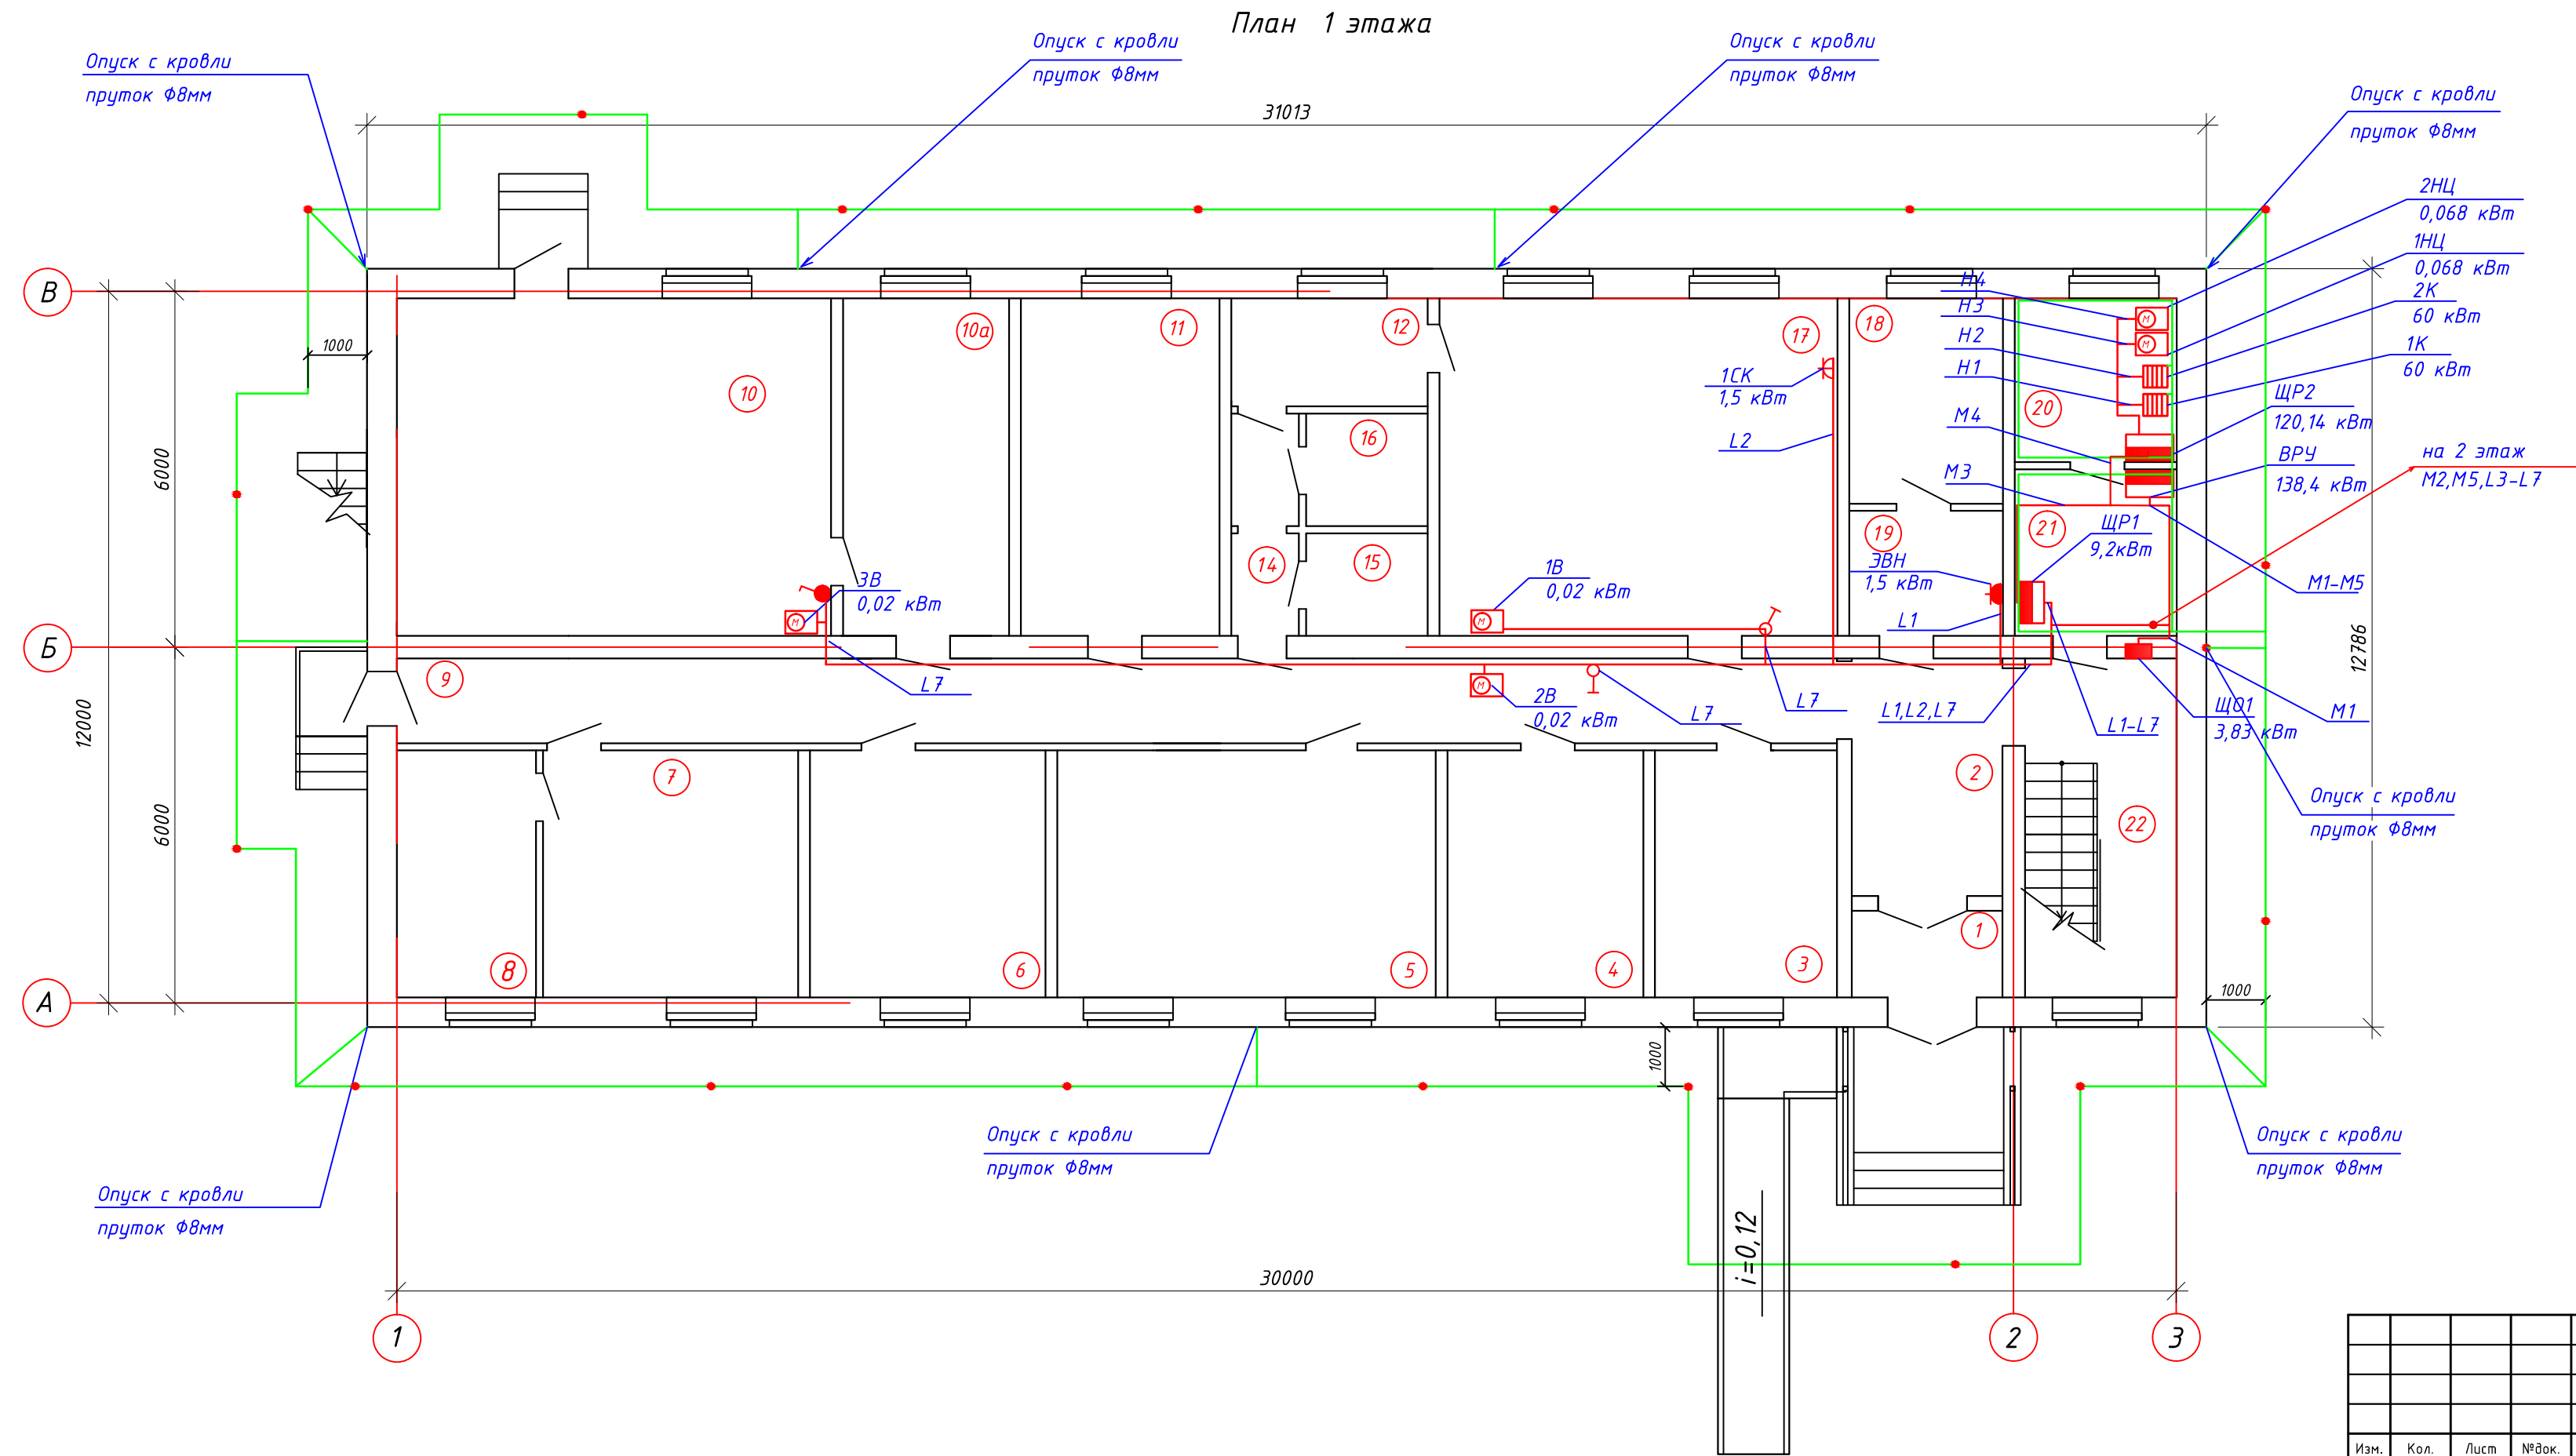 План 1 этажа
Опуск с кровли
пруток Ф8мм
Опуск с кровли
пруток Ф8мм
Опуск с кровли
пруток Ф8мм
Опуск с кровли
пруток Ф8мм
31013
2НЦ
0,068 кВт
1НЦ
0,068 кВт
2К
60 кВт
1К
60 кВт
ЩР2
120,14 кВт
ВРУ
138,4 кВт
на 2 этаж
М2,М5,L3-L7
Н4
Н3
Н2
Н1
М4
М3
В
Б
А
1000
6000
6000
12000
10
10а
11
12
17
18
16
15
14
20
19
21
1СК
1,5 кВт
L2
ЩР1
9,2кВт
ЭВН
1,5 кВт
L1
М1-М5
3В
0,02 кВт
1В
0,02 кВт
12786
9
L7
2В
0,02 кВт
L7
L7
L1,L2,L7
L1-L7
ЩО1
3,83 кВт
М1
7
2
22
Опуск с кровли
пруток Ф8мм
8
6
5
4
3
1
1000
1000
Опуск с кровли
пруток Ф8мм
Опуск с кровли
пруток Ф8мм
Опуск с кровли
пруток Ф8мм
i=0,12
30000
1
2
3
М
М
М
М
М
Изм.
Кол.
Лист
№док.